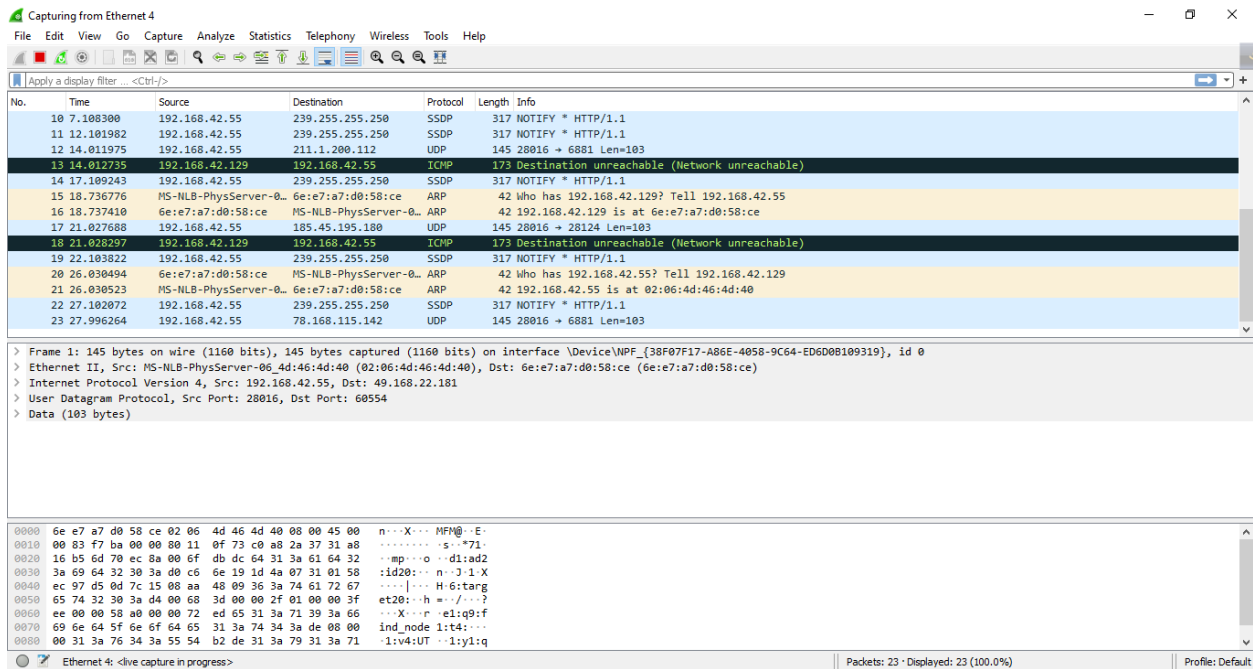 Capturing from Ethernet 4
File Edit View Go Capture Analyze Statistics Telephony Wireless Tools Help
Apply a display filter ... <Ctrl-/>
No. Time Source Destination Protocol Length Info
10 7.108300 192.168.42.55 239.255.255.250 SSDP 317 NOTIFY * HTTP/1.1
11 12.101982 192.168.42.55 239.255.255.250 SSDP 317 NOTIFY * HTTP/1.1
12 14.011975 192.168.42.55 211.1.200.112 UDP 145 28016 → 6881 Len=103
13 14.012735 192.168.42.129 192.168.42.55 ICMP 173 Destination unreachable (Network unreachable)
14 17.109243 192.168.42.55 239.255.255.250 SSDP 317 NOTIFY * HTTP/1.1
15 18.736776 MS-NLB-PhysServer-0… 6e:e7:a7:d0:58:ce ARP 42 Who has 192.168.42.129? Tell 192.168.42.55
16 18.737410 6e:e7:a7:d0:58:ce MS-NLB-PhysServer-0… ARP 42 192.168.42.129 is at 6e:e7:a7:d0:58:ce
17 21.027688 192.168.42.55 185.45.195.180 UDP 145 28016 → 28124 Len=103
18 21.028297 192.168.42.129 192.168.42.55 ICMP 173 Destination unreachable (Network unreachable)
19 22.103822 192.168.42.55 239.255.255.250 SSDP 317 NOTIFY * HTTP/1.1
20 26.030494 6e:e7:a7:d0:58:ce MS-NLB-PhysServer-0… ARP 42 Who has 192.168.42.55? Tell 192.168.42.129
21 26.030523 MS-NLB-PhysServer-0… 6e:e7:a7:d0:58:ce ARP 42 192.168.42.55 is at 02:06:4d:46:4d:40
22 27.102072 192.168.42.55 239.255.255.250 SSDP 317 NOTIFY * HTTP/1.1
23 27.996264 192.168.42.55 78.168.115.142 UDP 145 28016 → 6881 Len=103
> Frame 1: 145 bytes on wire (1160 bits), 145 bytes captured (1160 bits) on interface \Device\NPF_{38F07F17-A86E-4058-9C64-ED6D0B109319}, id 0
> Ethernet II, Src: MS-NLB-PhysServer-06_4d:46:4d:40 (02:06:4d:46:4d:40), Dst: 6e:e7:a7:d0:58:ce (6e:e7:a7:d0:58:ce)
> Internet Protocol Version 4, Src: 192.168.42.55, Dst: 49.168.22.181
> User Datagram Protocol, Src Port: 28016, Dst Port: 60554
> Data (103 bytes)
0000 6e e7 a7 d0 58 ce 02 06 4d 46 4d 40 08 00 45 00 n···X··· MFM@··E·
0010 00 83 f7 ba 00 00 80 11 0f 73 c0 a8 2a 37 31 a8 ········ ·s··*71·
0020 16 b5 6d 70 ec 8a 00 6f db dc 64 31 3a 61 64 32 ··mp···o ··d1:ad2
0030 3a 69 64 32 30 3a d0 c6 6e 19 1d 4a 07 31 01 58 :id20:·· n··J·1·X
0040 ec 97 d5 0d 7c 15 08 aa 48 09 36 3a 74 61 72 67 ····|··· H·6:targ
0050 65 74 32 30 3a d4 00 68 3d 00 00 2f 01 00 00 3f et20:··h =··/···?
0060 ee 00 00 58 a0 00 00 72 ed 65 31 3a 71 39 3a 66 ···X···r ·e1:q9:f
0070 69 6e 64 5f 6e 6f 64 65 31 3a 74 34 3a de 08 00 ind_node 1:t4:···
0080 00 31 3a 76 34 3a 55 54 b2 de 31 3a 79 31 3a 71 ·1:v4:UT ··1:y1:q
Ethernet 4: <live capture in progress> Packets: 23 · Displayed: 23 (100.0%) Profile: Default